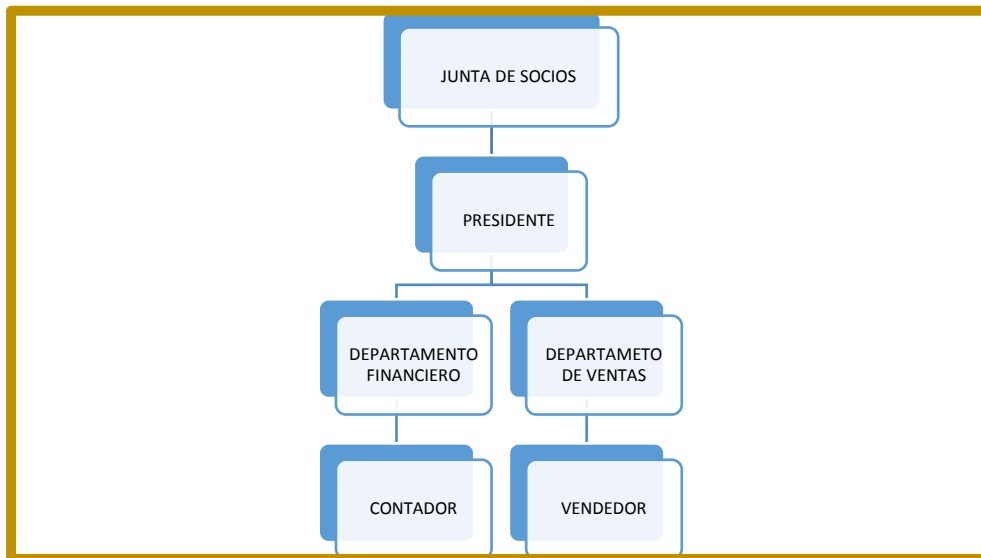 JUNTA DE SOCIOS
PRESIDENTE
DEPARTAMENTO
FINANCIERO
DEPARTAMETO
DE VENTAS
CONTADOR
VENDEDOR